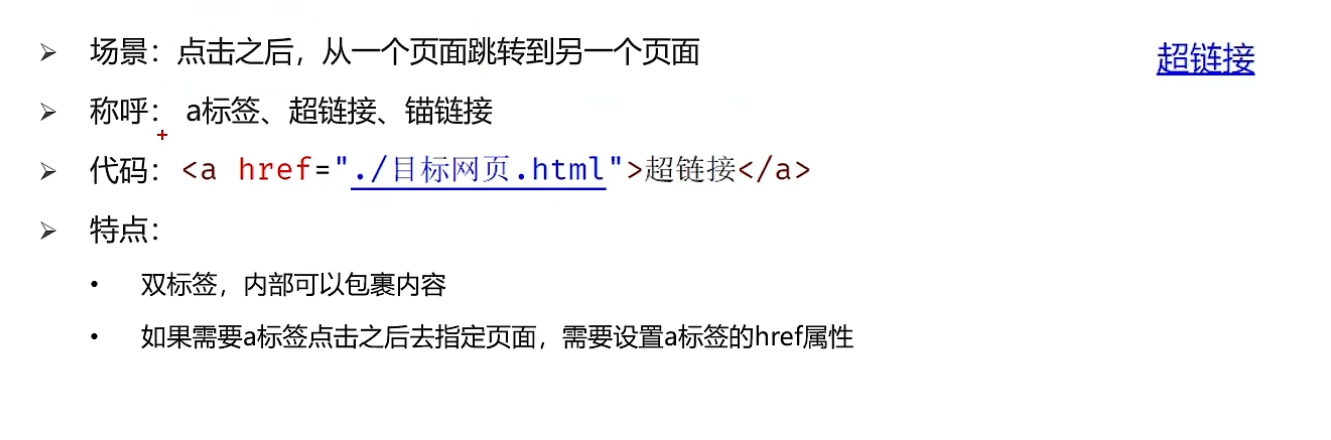 场景：点击之后，从一个页面跳转到另一个页面
超链接
称呼： a标签、超链接、锚链接
代码：<a href="./目标网页.html">超链接</a>
特点：
双标签，内部可以包裹内容
如果需要a标签点击之后去指定页面，需要设置a标签的href属性